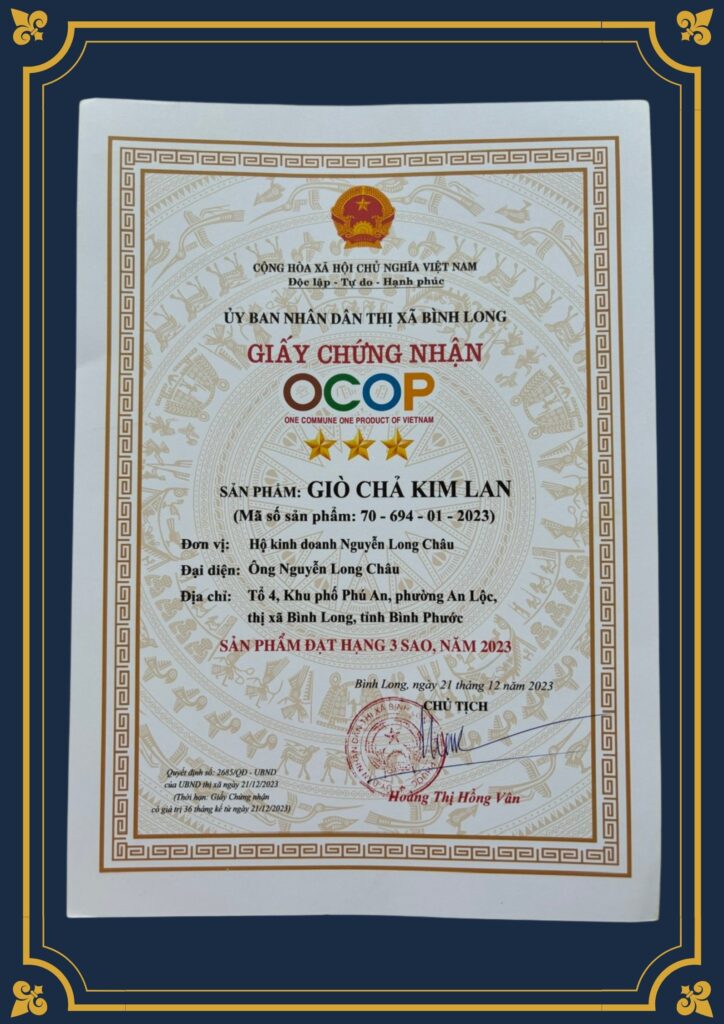 CỘNG HÒA XÃ HỘI CHỦ NGHĨA VIỆT NAM
Độc lập - Tự do - Hạnh phúc
ỦY BAN NHÂN DÂN THỊ XÃ BÌNH LONG
GIẤY CHỨNG NHẬN
OCOP
ONE COMMUNE ONE PRODUCT OF VIETNAM
SẢN PHẨM: GIÒ CHẢ KIM LAN
(Mã số sản phẩm: 70 - 694 - 01 - 2023)
Đơn vị: Hộ kinh doanh Nguyễn Long Châu
Đại diện: Ông Nguyễn Long Châu
Địa chỉ: Tổ 4, Khu phố Phú An, phường An Lộc,
thị xã Bình Long, tỉnh Bình Phước
SẢN PHẨM ĐẠT HẠNG 3 SAO, NĂM 2023
Bình Long, ngày 21 tháng 12 năm 2023
CHỦ TỊCH
Hoàng Thị Hồng Vân
Quyết định số: 2685/QĐ - UBND
của UBND thị xã ngày 21/12/2023
(Thời hạn: Giấy Chứng nhận
có giá trị 36 tháng kể từ ngày 21/12/2023)